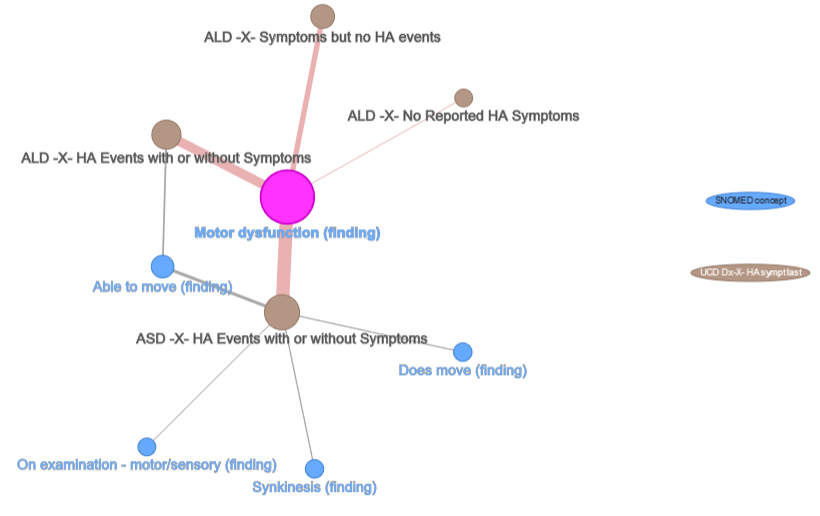 ALD -X- Symptoms but no HA events
ALD -X- No Reported HA Symptoms
ALD -X- HA Events with or without Symptoms
SNOMED concept
Motor dysfunction (finding)
UCD Dx-X- HA symptlast
Able to move (finding)
ASD -X- HA Events with or without Symptoms
Does move (finding)
On examination - motor/sensory (finding)
Synkinesis (finding)